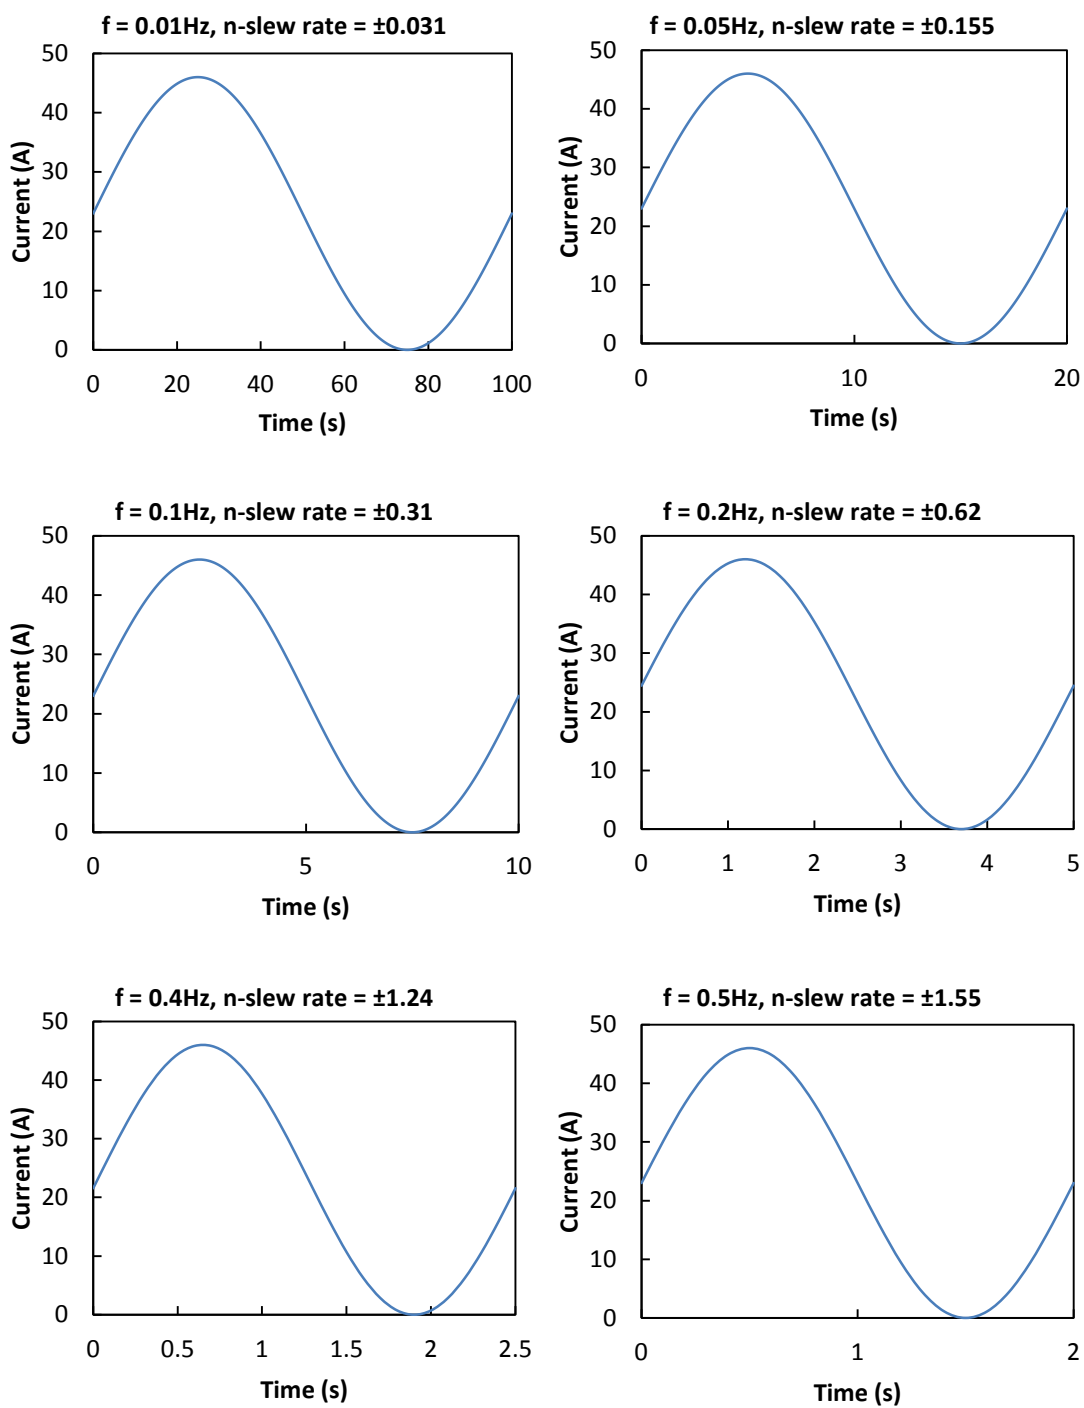 f = 0.01Hz, n-slew rate = ±0.031
50
40
30
20
10
0
Current (A)
0 20 40 60 80 100
Time (s)
f = 0.05Hz, n-slew rate = ±0.155
50
40
30
20
10
0
Current (A)
0 10 20
Time (s)
f = 0.1Hz, n-slew rate = ±0.31
50
40
30
20
10
0
Current (A)
0 5 10
Time (s)
f = 0.2Hz, n-slew rate = ±0.62
50
40
30
20
10
0
Current (A)
0 1 2 3 4 5
Time (s)
f = 0.4Hz, n-slew rate = ±1.24
50
40
30
20
10
0
Current (A)
0 0.5 1 1.5 2 2.5
Time (s)
f = 0.5Hz, n-slew rate = ±1.55
50
40
30
20
10
0
Current (A)
0 1 2
Time (s)